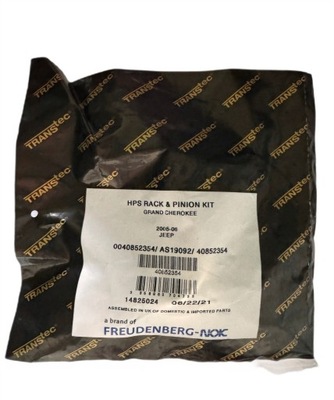 TRANStec
HPS RACK & PINION KIT
GRAND CHEROKEE
2005-06
JEEP
0040852354/ AS19092/ 40852354
40852354
14825024 06/22/21
ASSEMBLED IN UK OF DOMESTIC & IMPORTED PARTS
a brand of
FREUDENBERG-NOK